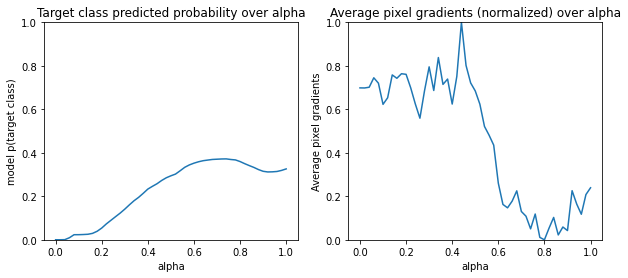 Target class predicted probability over alpha
model p(target class)
1.0
0.8
0.6
0.4
0.2
0.0
0.0 0.2 0.4 0.6 0.8 1.0
alpha
Average pixel gradients (normalized) over alpha
Average pixel gradients
1.0
0.8
0.6
0.4
0.2
0.0
0.0 0.2 0.4 0.6 0.8 1.0
alpha